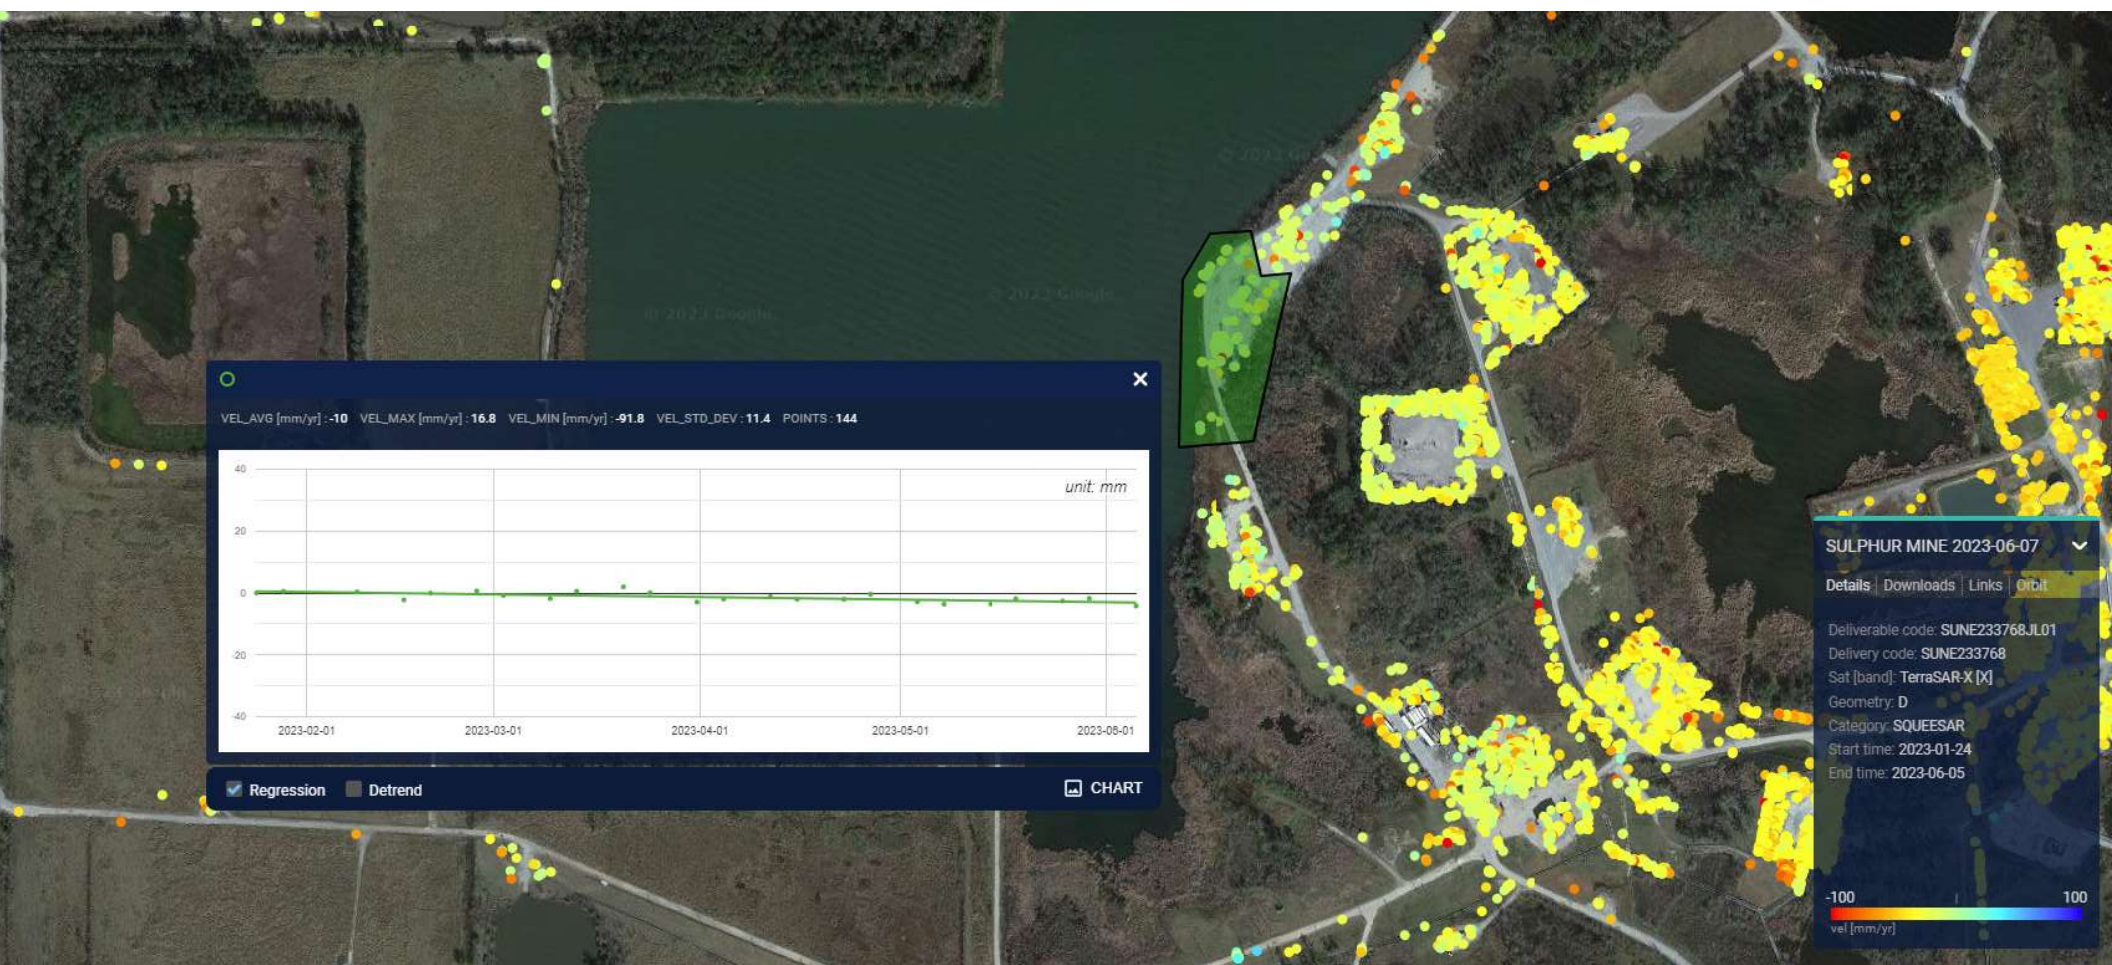 © 2023 Google
© 2023 Google
VEL_AVG [mm/yr] : -10 VEL_MAX [mm/yr] : 16.8 VEL_MIN [mm/yr] : -91.8 VEL_STD_DEV : 11.4 POINTS : 144
unit: mm
40
20
0
-20
-40
2023-02-01 2023-03-01 2023-04-01 2023-05-01 2023-06-01
Regression Detrend CHART
SULPHUR MINE 2023-06-07
Details Downloads Links Orbit
Deliverable code: SUNE233768JL01
Delivery code: SUNE233768
Sat [band]: TerraSAR-X [X]
Geometry: D
Category: SQUEESAR
Start time: 2023-01-24
End time: 2023-06-05
-100 100
vel [mm/yr]